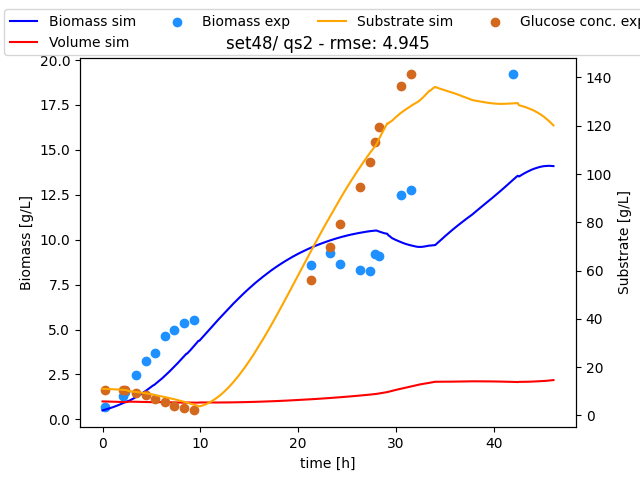 Biomass sim Biomass exp Substrate sim Glucose conc. exp
Volume sim
set48/ qs2 - rmse: 4.945
20.0
17.5
15.0
12.5
10.0
7.5
5.0
2.5
0.0
Biomass [g/L]
140
120
100
80
60
40
20
0
Substrate [g/L]
0 10 20 30 40
time [h]